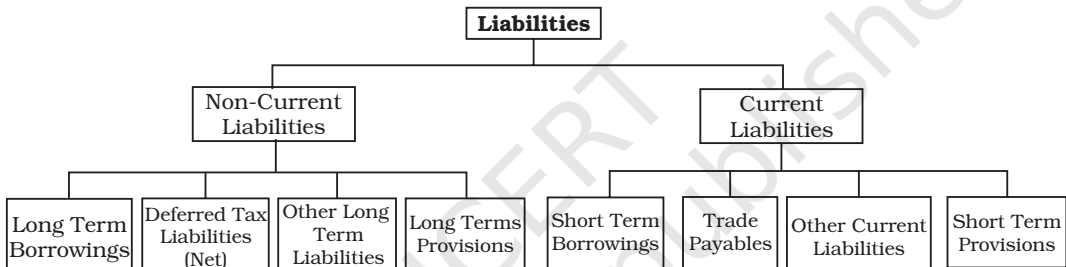 Liabilities
Non-Current
Liabilities
Current
Liabilities
Long Term
Borrowings
Deferred Tax
Liabilities
(Net)
Other Long
Term
Liabilities
Long Terms
Provisions
Short Term
Borrowings
Trade
Payables
Other Current
Liabilities
Short Term
Provisions
NCERT